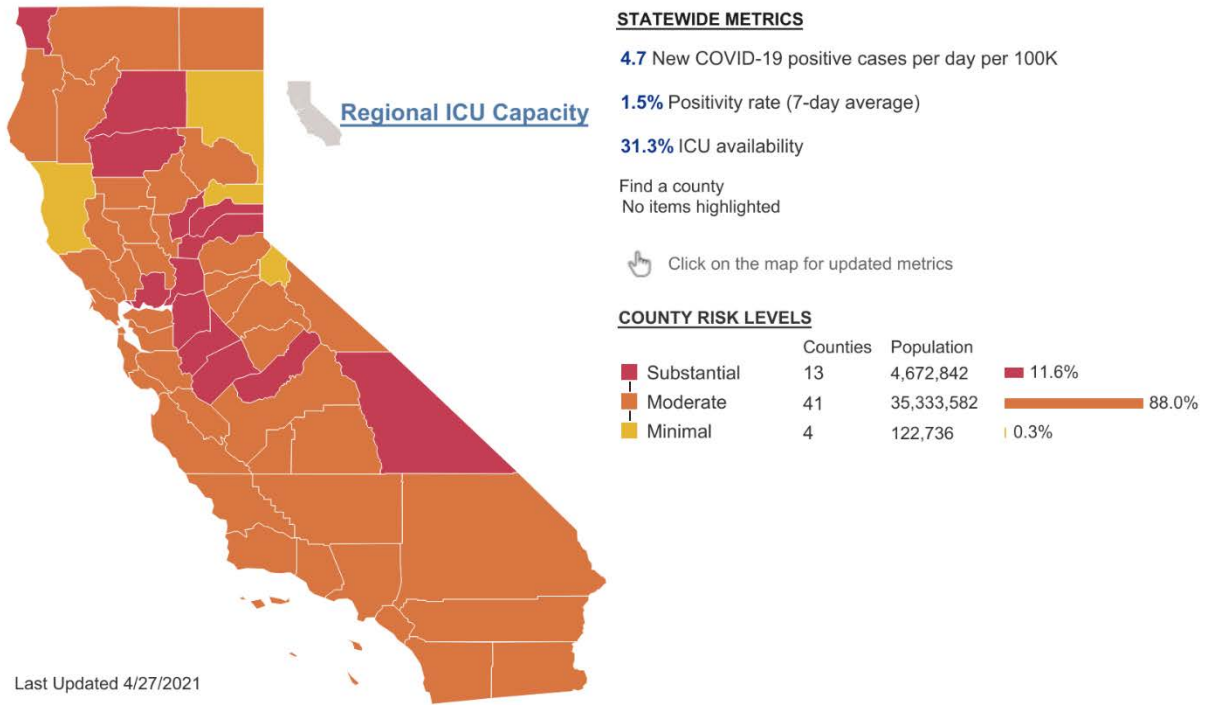 STATEWIDE METRICS
4.7 New COVID-19 positive cases per day per 100K
1.5% Positivity rate (7-day average)
Regional ICU Capacity
31.3% ICU availability
Find a county
No items highlighted
Click on the map for updated metrics
COUNTY RISK LEVELS
Counties Population
Substantial 13 4,672,842 11.6%
Moderate 41 35,333,582 88.0%
Minimal 4 122,736 0.3%
Last Updated 4/27/2021